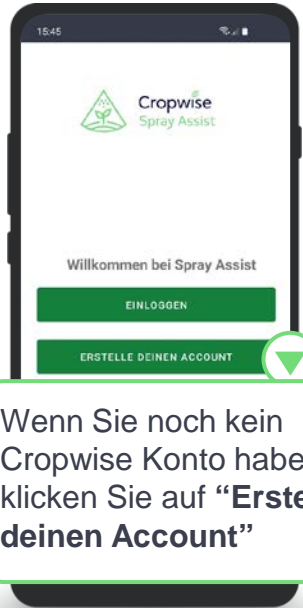 15:45
Cropwise
Spray Assist
Willkommen bei Spray Assist
EINLOGGEN
ERSTELLE DEINEN ACCOUNT
Wenn Sie noch kein
Cropwise Konto habe
klicken Sie auf “Erste
deinen Account”